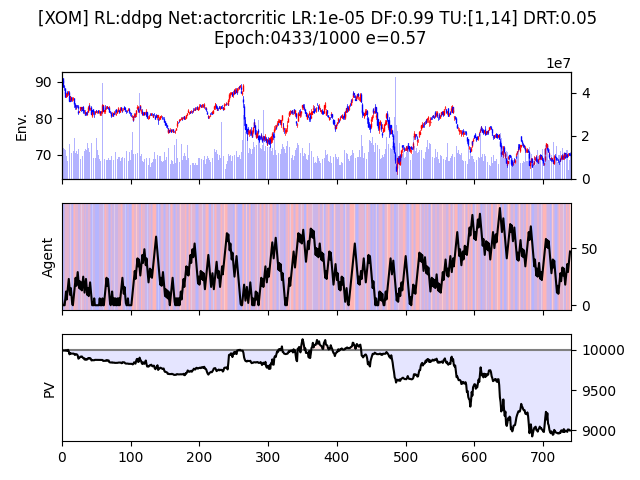 [XOM] RL:ddpg Net:actorcritic LR:1e-05 DF:0.99 TU:[1,14] DRT:0.05
Epoch:0433/1000 e=0.57
1e7
Env.
90
80
70
4
2
0
Agent
50
0
PV
10000
9500
9000
0 100 200 300 400 500 600 700